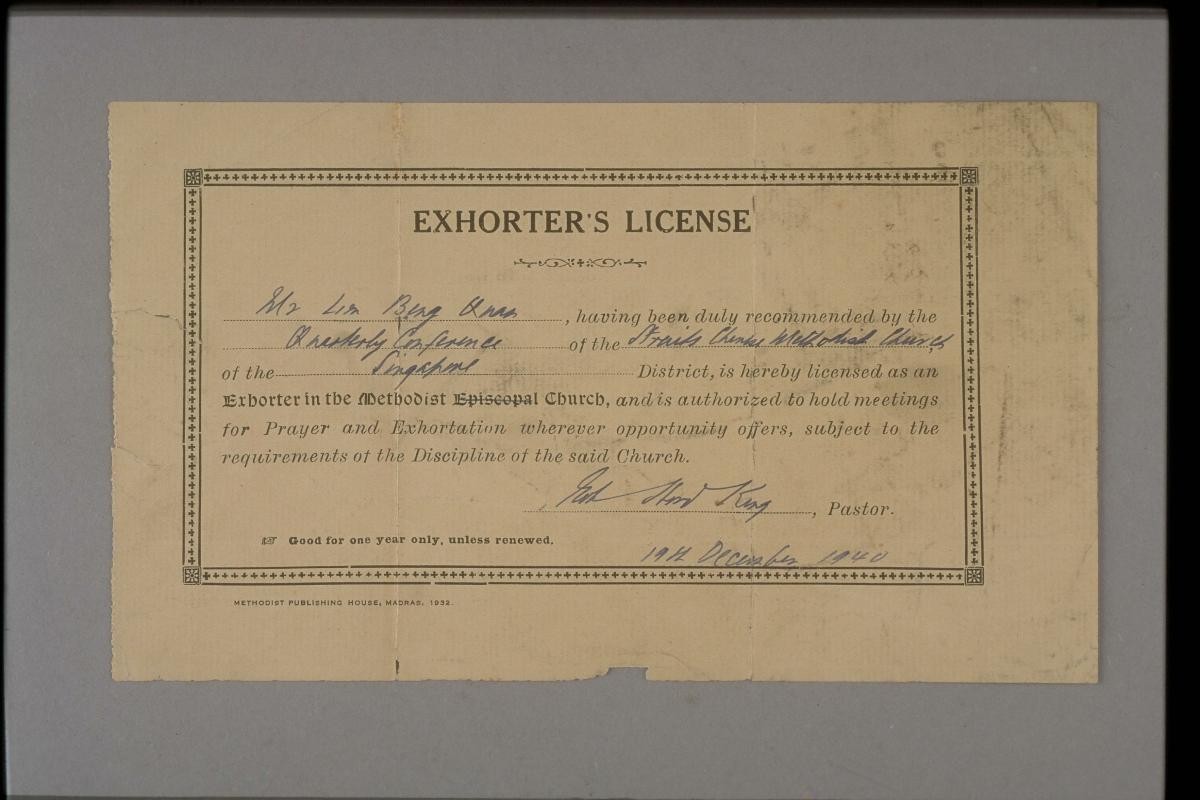 EXHORTER'S LICENSE
Mr Lim Beng Quan, having been duly recommended by the
Quarterly Conference of the Straits Chinese Methodist Church
of the Singapore District, is hereby licensed as an
Exhorter in the Methodist Episcopal Church, and is authorized to hold meetings
for Prayer and Exhortation wherever opportunity offers, subject to the
requirements of the Discipline of the said Church.
, Pastor.
☞ Good for one year only, unless renewed.
19th December 1940
METHODIST PUBLISHING HOUSE, MADRAS, 1932.